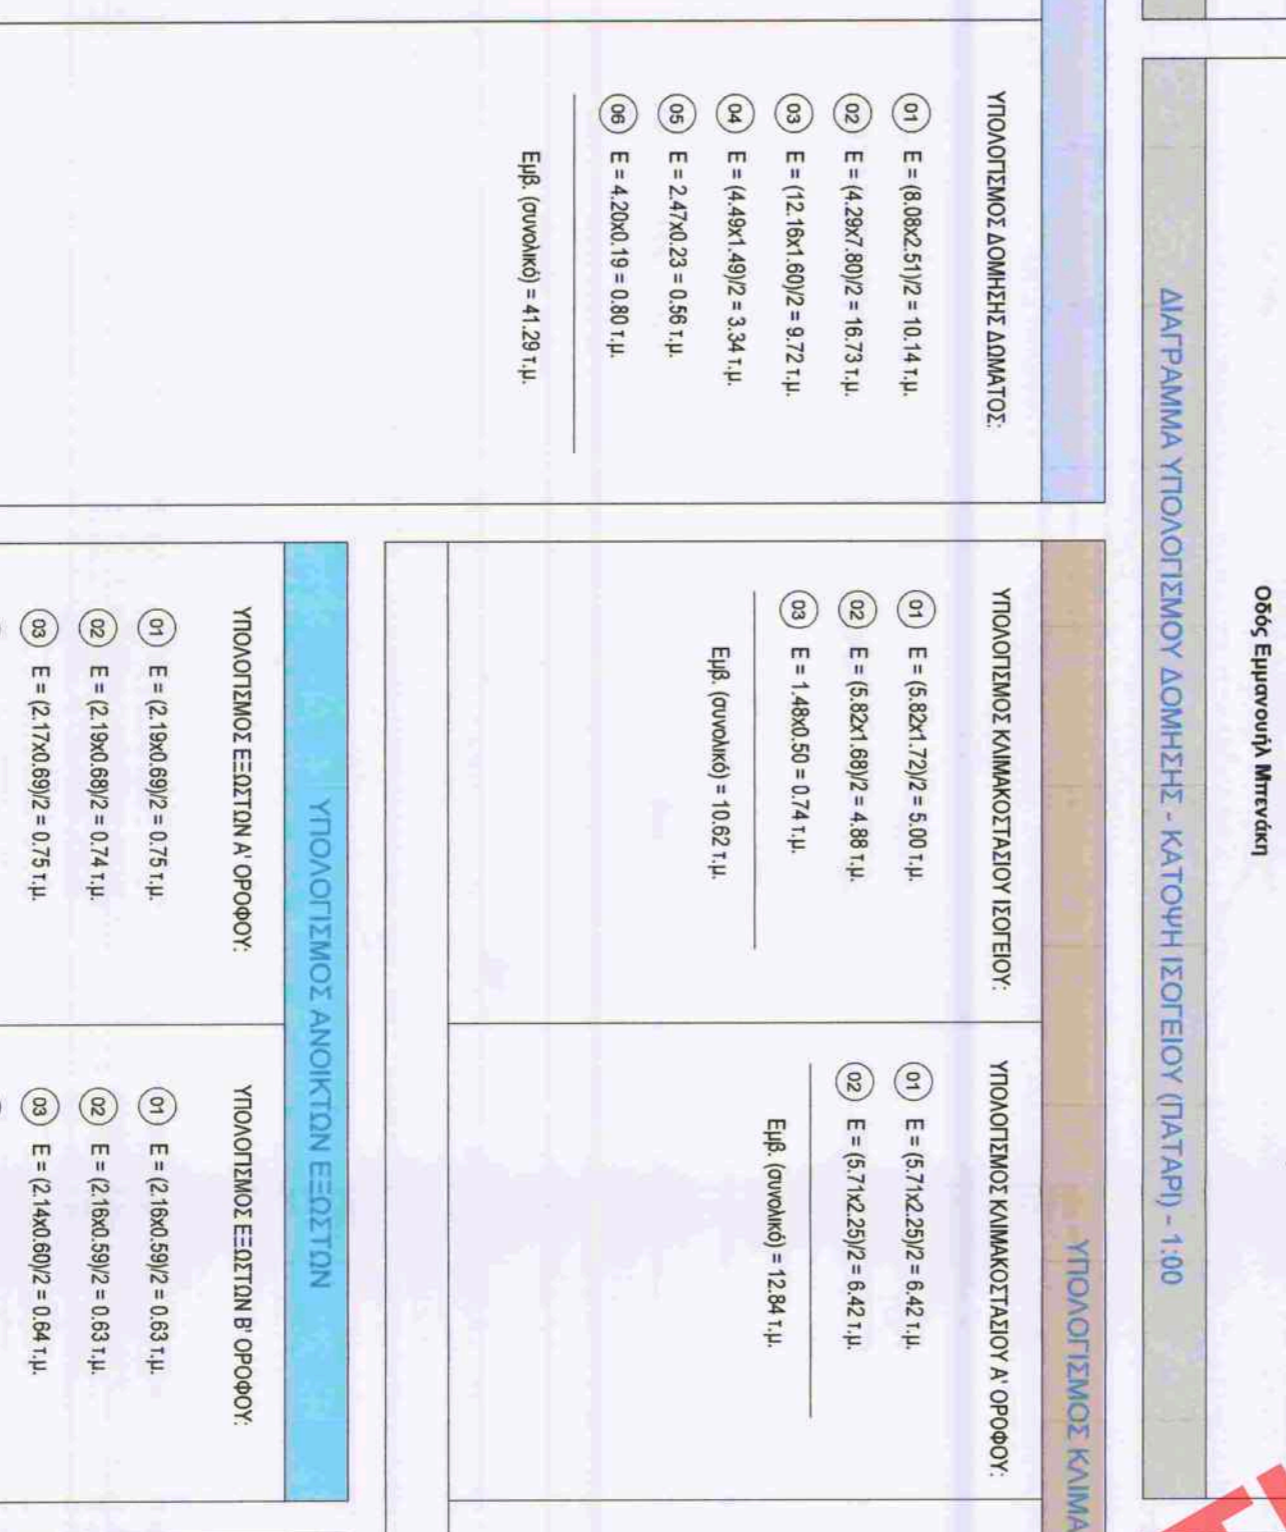 Οδός Εμμανουήλ Μπενάκη
ΔΙΑΓΡΑΜΜΑ ΥΠΟΛΟΓΙΣΜΟΥ ΔΟΜΗΣΗΣ - ΚΑΤΟΨΗ ΙΣΟΓΕΙΟΥ (ΠΑΤΑΡΙ) - 1:00
ΥΠΟΛΟΓΙΣΜΟΣ ΔΟΜΗΣΗΣ ΔΩΜΑΤΟΣ:
01 Ε = (8.08x2.51)/2 = 10.14 τ.μ.
02 Ε = (4.29x7.80)/2 = 16.73 τ.μ.
03 Ε = (12.16x1.60)/2 = 9.72 τ.μ.
04 Ε = (4.49x1.49)/2 = 3.34 τ.μ.
05 Ε = 2.47x0.23 = 0.56 τ.μ.
06 Ε = 4.20x0.19 = 0.80 τ.μ.
Εμβ. (συνολικό) = 41.29 τ.μ.
ΥΠΟΛΟΓΙΣΜΟΣ ΚΛΙΜΑ
ΥΠΟΛΟΓΙΣΜΟΣ ΚΛΙΜΑΚΟΣΤΑΣΙΟΥ ΙΣΟΓΕΙΟΥ:
01 Ε = (5.82x1.72)/2 = 5.00 τ.μ.
02 Ε = (5.82x1.68)/2 = 4.88 τ.μ.
03 Ε = 1.48x0.50 = 0.74 τ.μ.
Εμβ. (συνολικό) = 10.62 τ.μ.
ΥΠΟΛΟΓΙΣΜΟΣ ΚΛΙΜΑΚΟΣΤΑΣΙΟΥ Α' ΟΡΟΦΟΥ:
01 Ε = (5.71x2.25)/2 = 6.42 τ.μ.
02 Ε = (5.71x2.25)/2 = 6.42 τ.μ.
Εμβ. (συνολικό) = 12.84 τ.μ.
ΥΠΟΛΟΓΙΣΜΟΣ ΑΝΟΙΚΤΩΝ ΕΞΩΣΤΩΝ
ΥΠΟΛΟΓΙΣΜΟΣ ΕΞΩΣΤΩΝ Α' ΟΡΟΦΟΥ:
01 Ε = (2.19x0.69)/2 = 0.75 τ.μ.
02 Ε = (2.19x0.68)/2 = 0.74 τ.μ.
03 Ε = (2.17x0.69)/2 = 0.75 τ.μ.
ΥΠΟΛΟΓΙΣΜΟΣ ΕΞΩΣΤΩΝ Β' ΟΡΟΦΟΥ:
01 Ε = (2.16x0.59)/2 = 0.63 τ.μ.
02 Ε = (2.16x0.59)/2 = 0.63 τ.μ.
03 Ε = (2.14x0.60)/2 = 0.64 τ.μ.